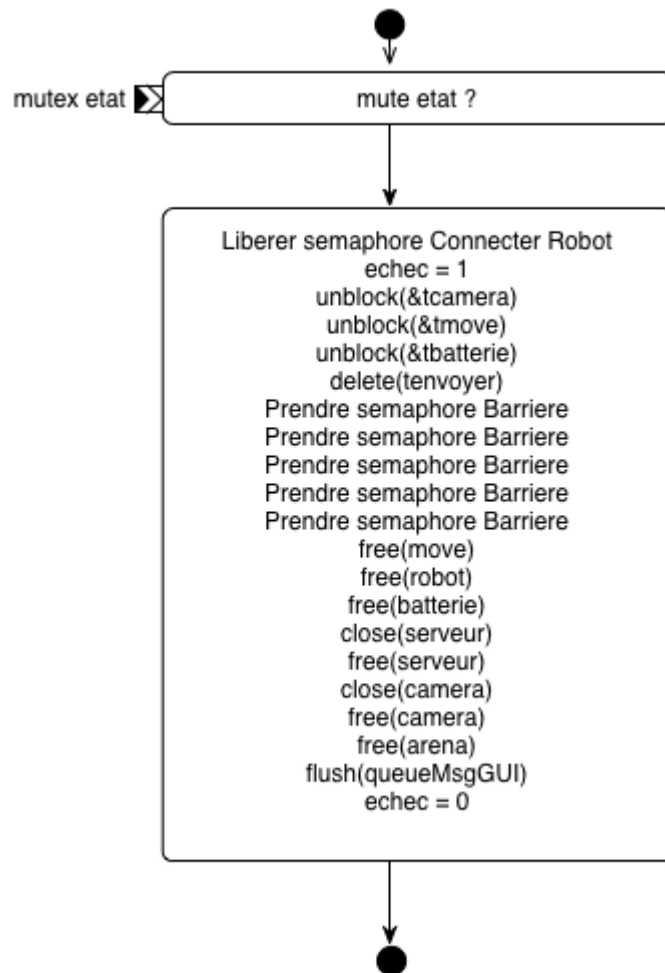 mutex etat
mute etat ?
Liberer semaphore Connecter Robot
echec = 1
unblock(&tcamera)
unblock(&tmove)
unblock(&tbatterie)
delete(tenvoyer)
Prendre semaphore Barriere
Prendre semaphore Barriere
Prendre semaphore Barriere
Prendre semaphore Barriere
Prendre semaphore Barriere
free(move)
free(robot)
free(batterie)
close(serveur)
free(serveur)
close(camera)
free(camera)
free(arena)
flush(queueMsgGUI)
echec = 0